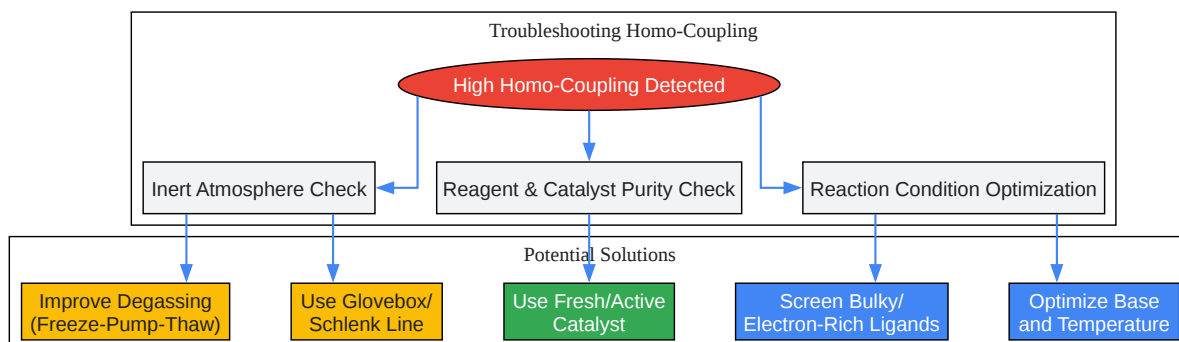 Troubleshooting Homo-Coupling
High Homo-Coupling Detected
Inert Atmosphere Check
Reagent & Catalyst Purity Check
Reaction Condition Optimization
Potential Solutions
Improve Degassing
(Freeze-Pump-Thaw)
Use Glovebox/
Schlenk Line
Use Fresh/Active
Catalyst
Screen Bulky/
Electron-Rich Ligands
Optimize Base
and Temperature